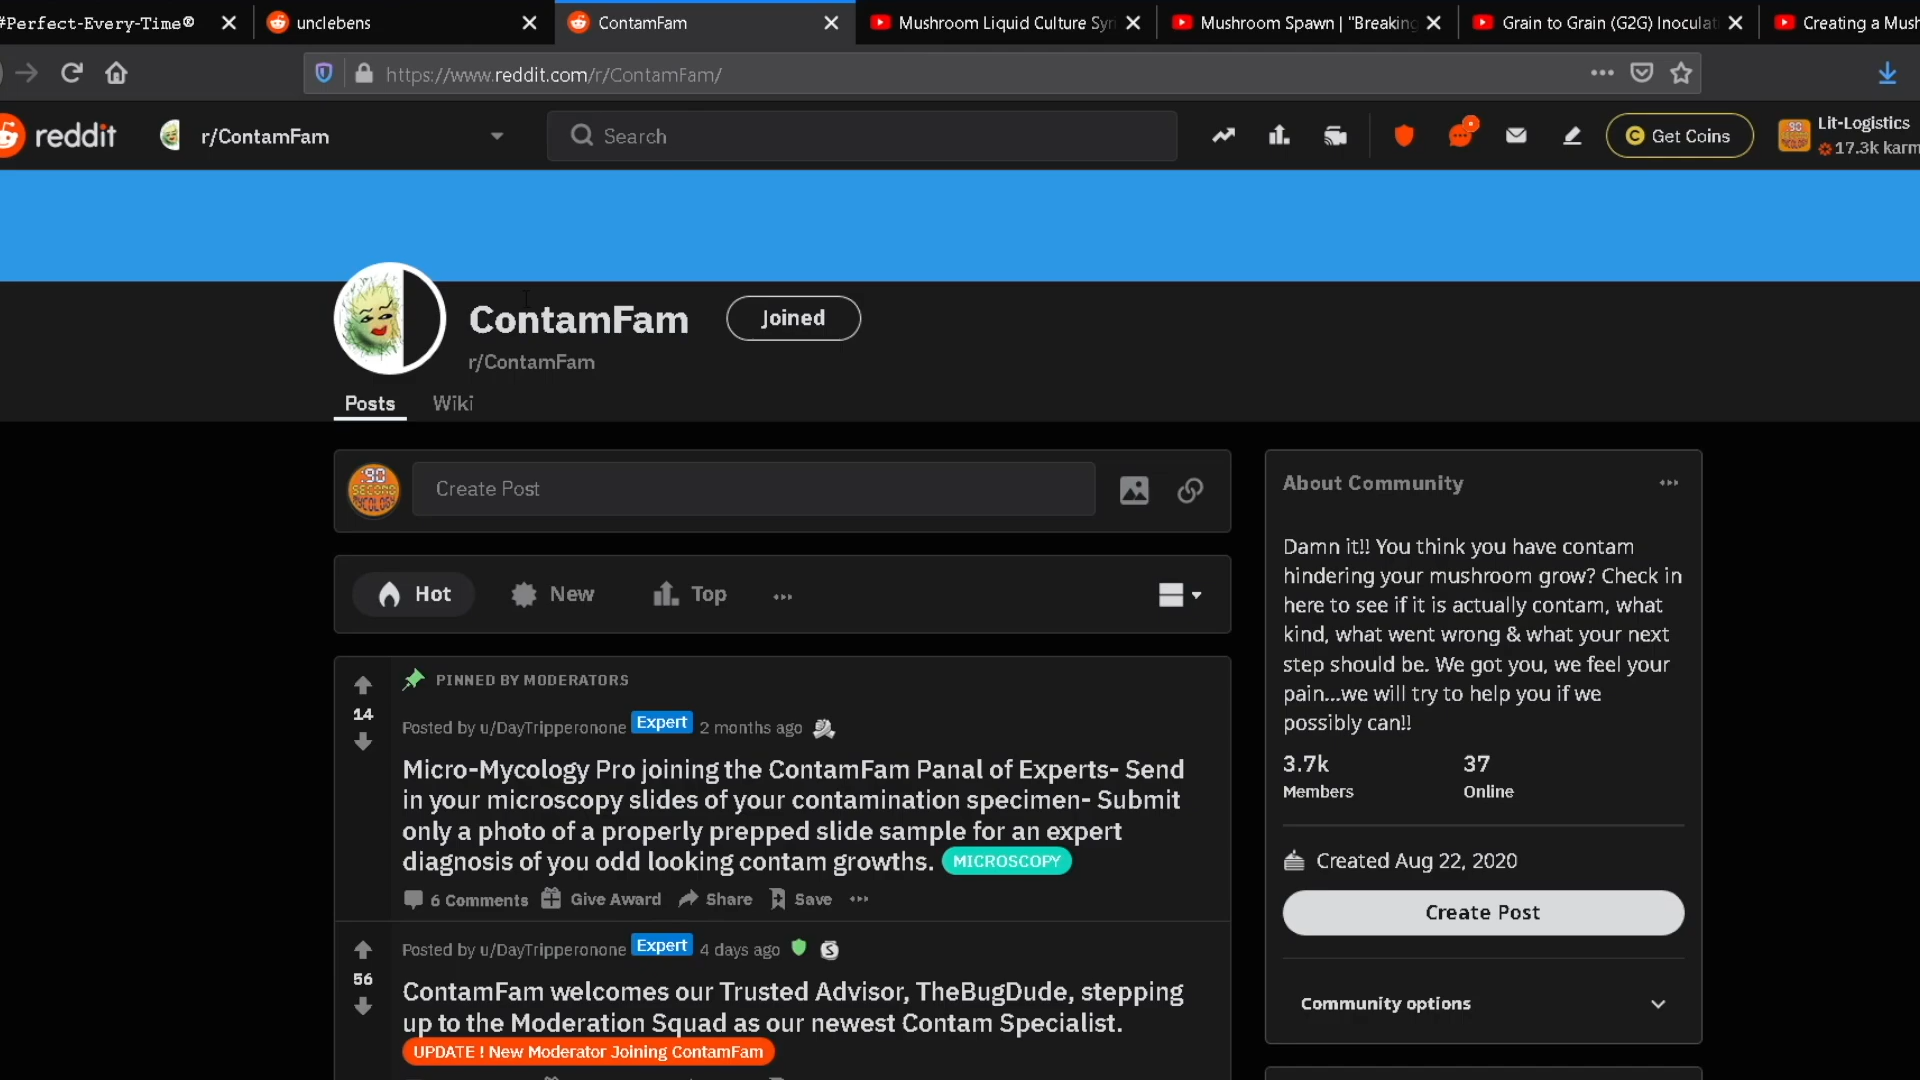 #Perfect-Every-Time®
unclebens
ContamFam
Mushroom Liquid Culture Syri
Mushroom Spawn | "Breaking
Grain to Grain (G2G) Inoculat
Creating a Mush
https://www.reddit.com/r/ContamFam/
reddit
r/ContamFam
Search
Get Coins
Lit-Logistics
17.3k karm
ContamFam
Joined
r/ContamFam
Posts
Wiki
:90
SECOND
MYCOLOGY
Create Post
Hot
New
Top
About Community
Damn it!! You think you have contam
hindering your mushroom grow? Check in
here to see if it is actually contam, what
kind, what went wrong & what your next
step should be. We got you, we feel your
pain...we will try to help you if we
possibly can!!
3.7k
Members
37
Online
Created Aug 22, 2020
Create Post
Community options
PINNED BY MODERATORS
14
Posted by u/DayTripperonone Expert 2 months ago
Micro-Mycology Pro joining the ContamFam Panal of Experts- Send
in your microscopy slides of your contamination specimen- Submit
only a photo of a properly prepped slide sample for an expert
diagnosis of you odd looking contam growths. MICROSCOPY
6 Comments Give Award Share Save
56
Posted by u/DayTripperonone Expert 4 days ago
ContamFam welcomes our Trusted Advisor, TheBugDude, stepping
up to the Moderation Squad as our newest Contam Specialist.
UPDATE ! New Moderator Joining ContamFam